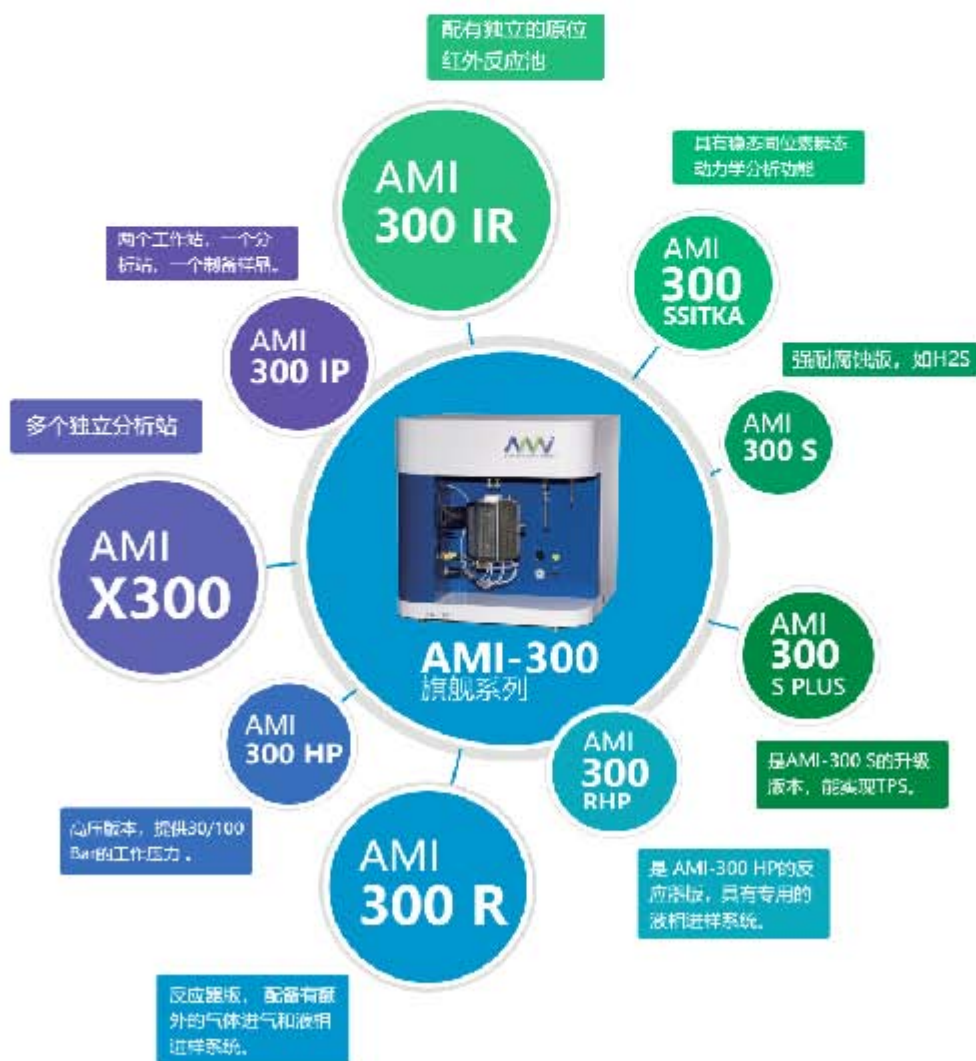 配有独立的原位
红外反应池
AMI
300 IR
具有稳态同位素瞬态
动力学分析功能
AMI
300
SSITKA
两个工作站，一个分
析站，一个制备样品。
AMI
300 IP
强耐腐蚀版，如H2S
AMI
300 S
多个独立分析站
AMI
X300
AMI
AMI-300
旗舰系列
AMI
300
S PLUS
是AMI-300 S的升级
版本，能实现TPS。
AMI
300 HP
高压版本，提供30/100
Bar的工作压力 。
AMI
300
RHP
是 AMI-300 HP的反
应器版，具有专用的
液相进样系统。
AMI
300 R
反应器版， 配备有额
外的气体进气和液相
进样系统。